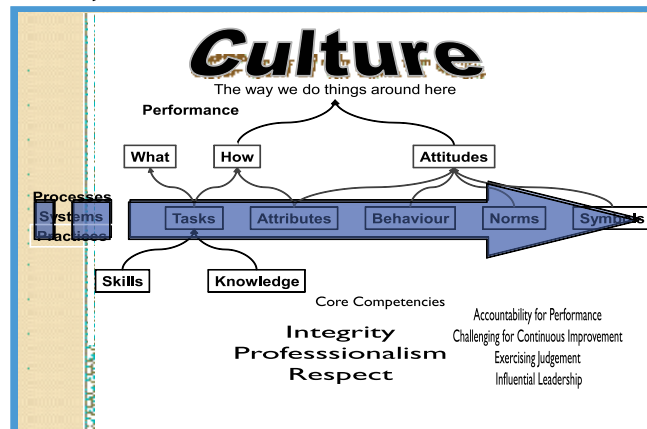 Culture
The way we do things around here
Performance
What
How
Attitudes
Processes
Systems
Practices
Tasks
Attributes
Behaviour
Norms
Symbols
Skills
Knowledge
Core Competencies
Integrity
Professsionalism
Respect
Accountability for Performance
Challenging for Continuous Improvement
Exercising Judgement
Influential Leadership